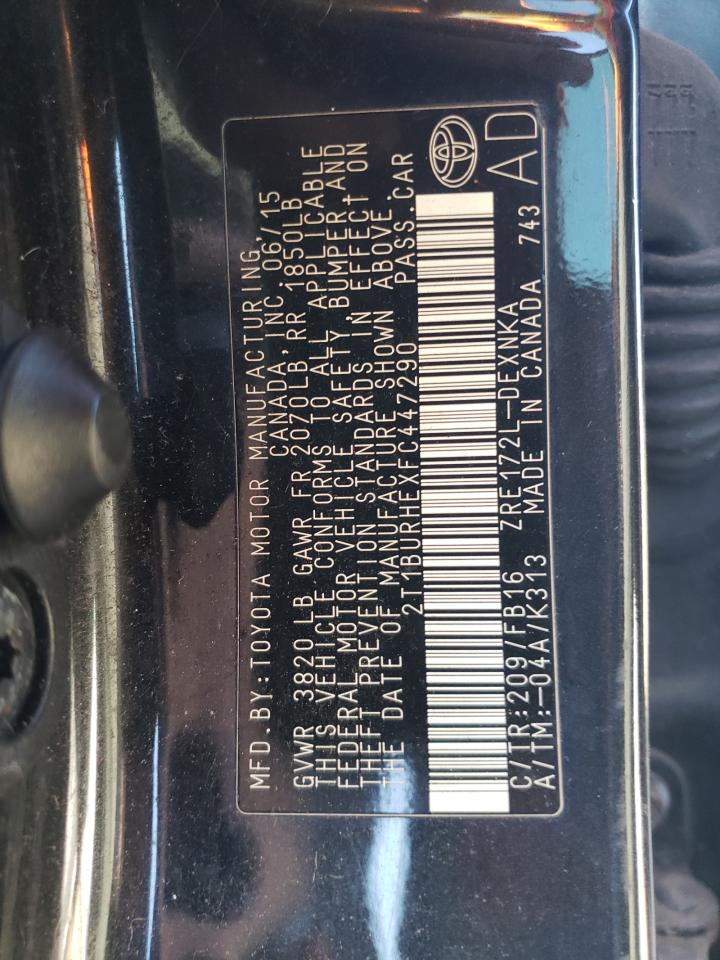 MFD.BY:TOYOTA MOTOR MANUFACTURING,
CANADA, INC 06/15
GVWR 3820 LB GAWR FR 2070LB, RR 1850LB
THIS VEHICLE CONFORMS TO ALL APPLICABLE
FEDERAL MOTOR VEHICLE SAFETY, BUMPER, AND
THEFT PREVENTION STANDARDS IN EFFECT ON
THE DATE OF MANUFACTURE SHOWN ABOVE.
2T1BURHEXFC447290 PASS.CAR
C/TR:209/FB16 ZRE172L-DEXNKA
A/TM:-04A/K313 MADE IN CANADA 743
AD